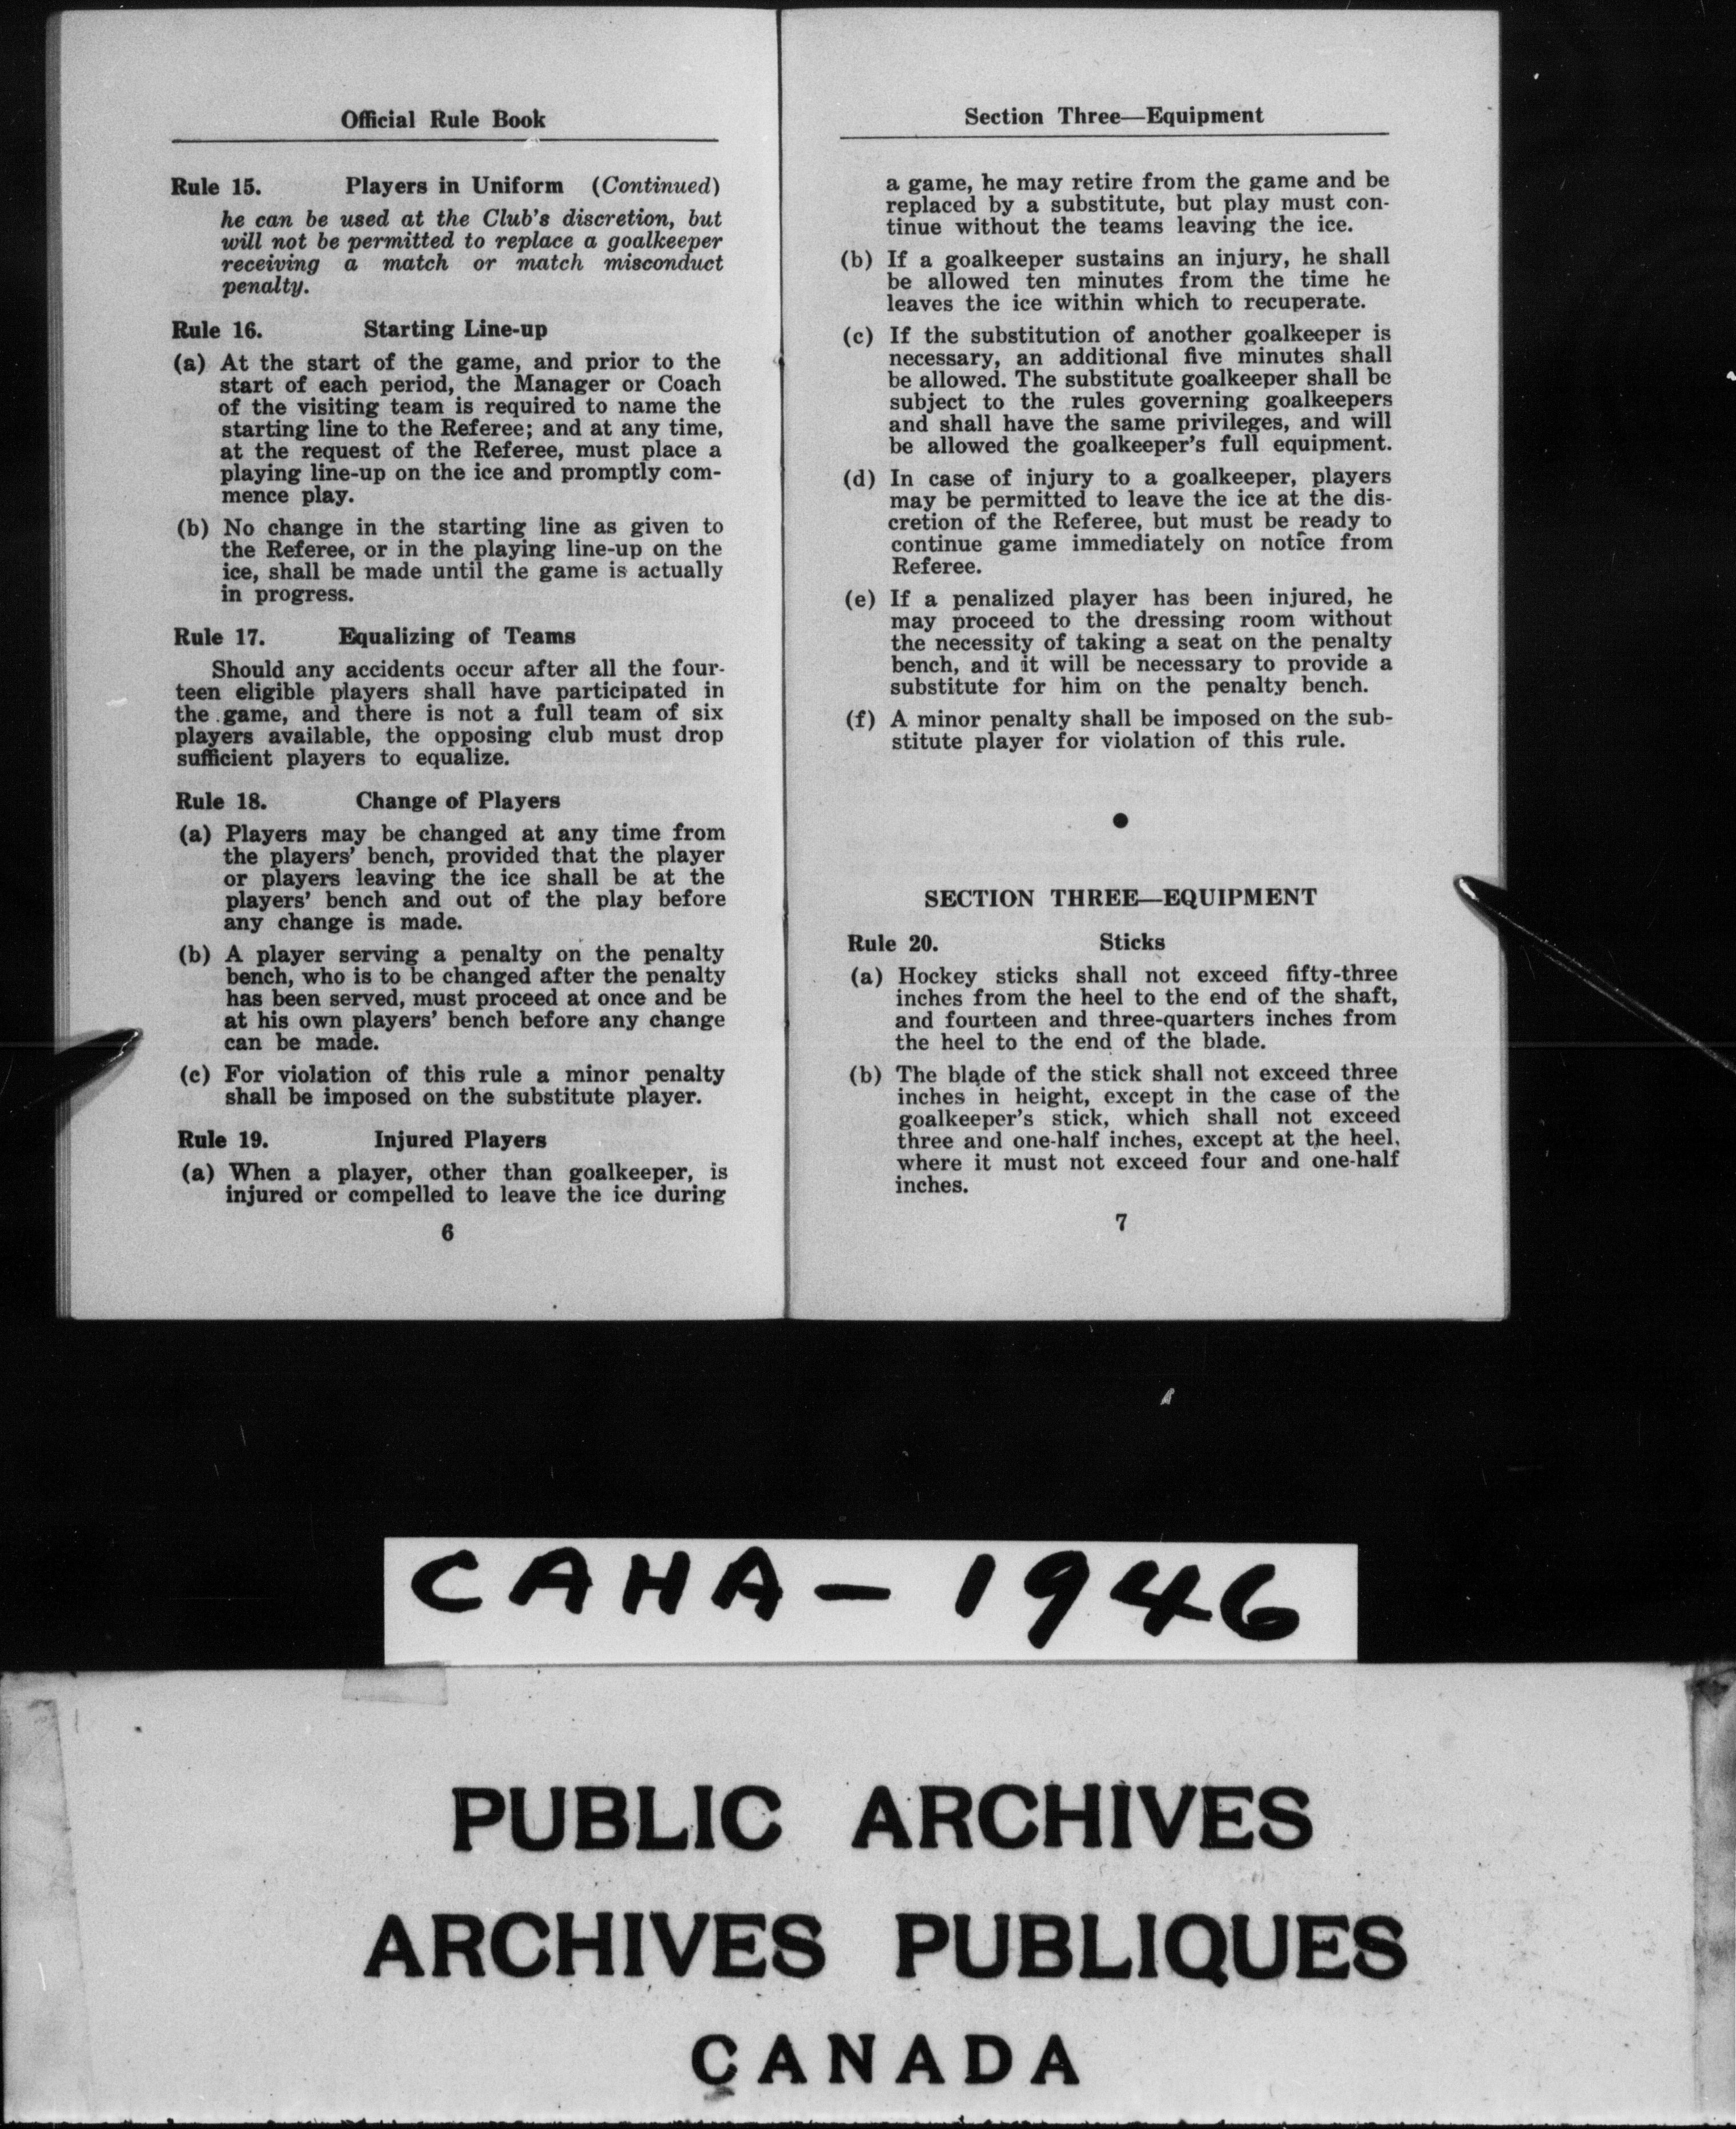 Official Rule Book
Rule 15. Players in Uniform (Continued)
he can be used at the Club's discretion, but
will not be permitted to replace a goalkeeper
receiving a match or match misconduct
penalty.
Rule 16. Starting Line-up
(a) At the start of the game, and prior to the
start of each period, the Manager or Coach
of the visiting team is required to name the
starting line to the Referee; and at any time,
at the request of the Referee, must place a
playing line-up on the ice and promptly com-
mence play.
(b) No change in the starting line as given to
the Referee, or in the playing line-up on the
ice, shall be made until the game is actually
in progress.
Rule 17. Equalizing of Teams
Should any accidents occur after all the four-
teen eligible players shall have participated in
the game, and there is not a full team of six
players available, the opposing club must drop
sufficient players to equalize.
Rule 18. Change of Players
(a) Players may be changed at any time from
the players' bench, provided that the player
or players leaving the ice shall be at the
players' bench and out of the play before
any change is made.
(b) A player serving a penalty on the penalty
bench, who is to be changed after the penalty
has been served, must proceed at once and be
at his own players' bench before any change
can be made.
(c) For violation of this rule a minor penalty
shall be imposed on the substitute player.
Rule 19. Injured Players
(a) When a player, other than goalkeeper, is
injured or compelled to leave the ice during
6
Section Three—Equipment
a game, he may retire from the game and be
replaced by a substitute, but play must con-
tinue without the teams leaving the ice.
(b) If a goalkeeper sustains an injury, he shall
be allowed ten minutes from the time he
leaves the ice within which to recuperate.
(c) If the substitution of another goalkeeper is
necessary, an additional five minutes shall
be allowed. The substitute goalkeeper shall be
subject to the rules governing goalkeepers
and shall have the same privileges, and will
be allowed the goalkeeper's full equipment.
(d) In case of injury to a goalkeeper, players
may be permitted to leave the ice at the dis-
cretion of the Referee, but must be ready to
continue game immediately on notice from
Referee.
(e) If a penalized player has been injured, he
may proceed to the dressing room without
the necessity of taking a seat on the penalty
bench, and it will be necessary to provide a
substitute for him on the penalty bench.
(f) A minor penalty shall be imposed on the sub-
stitute player for violation of this rule.
SECTION THREE—EQUIPMENT
Rule 20. Sticks
(a) Hockey sticks shall not exceed fifty-three
inches from the heel to the end of the shaft,
and fourteen and three-quarters inches from
the heel to the end of the blade.
(b) The blade of the stick shall not exceed three
inches in height, except in the case of the
goalkeeper's stick, which shall not exceed
three and one-half inches, except at the heel,
where it must not exceed four and one-half
inches.
7
CAHA - 1946
PUBLIC ARCHIVES
ARCHIVES PUBLIQUES
CANADA